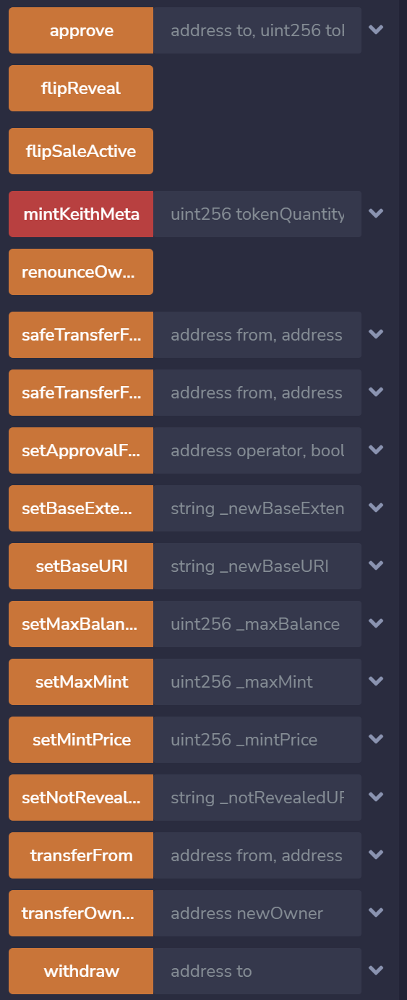 approve address to, uint256 tol
flipReveal
flipSaleActive
mintKeithMeta uint256 tokenQuantity
renounceOw...
safeTransferF... address from, address
safeTransferF... address from, address
setApprovalF... address operator, bool
setBaseExte... string _newBaseExten
setBaseURI string _newBaseURI
setMaxBalan... uint256 _maxBalance
setMaxMint uint256 _maxMint
setMintPrice uint256 _mintPrice
setNotReveal... string _notRevealedUR
transferFrom address from, address
transferOwn... address newOwner
withdraw address to